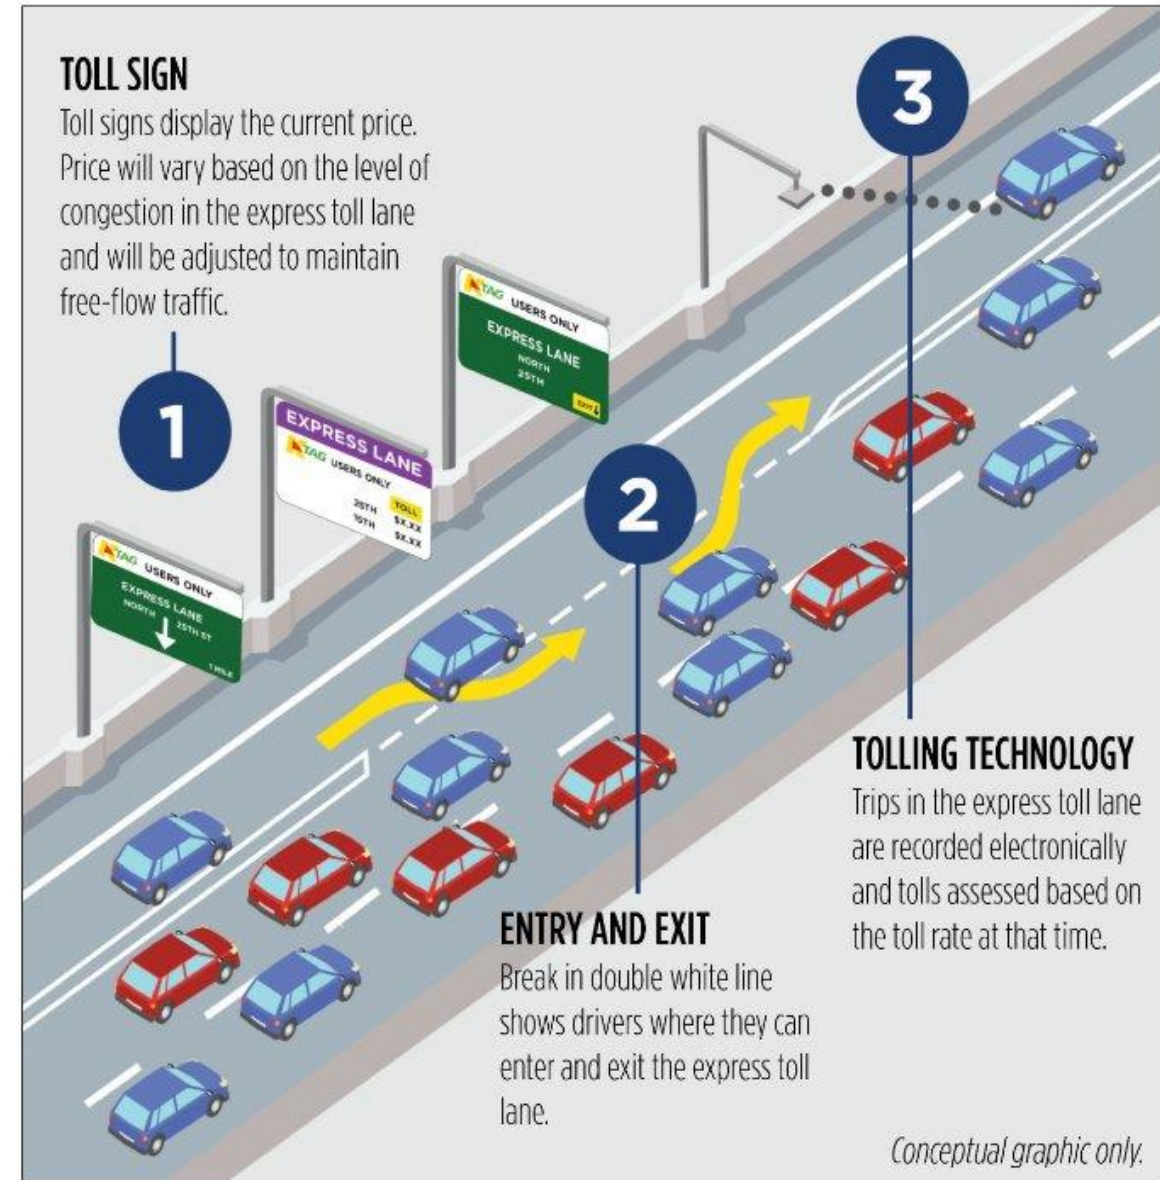 TOLL SIGN
Toll signs display the current price.
Price will vary based on the level of
congestion in the express toll lane
and will be adjusted to maintain
free-flow traffic.
1
TAG USERS ONLY
EXPRESS LANE
NORTH 25TH ST
1 MILE
EXPRESS LANE
TAG USERS ONLY
TOLL
25TH $X.XX
15TH $X.XX
TAG USERS ONLY
EXPRESS LANE
NORTH
25TH
EXIT
2
ENTRY AND EXIT
Break in double white line
shows drivers where they can
enter and exit the express toll
lane.
3
TOLLING TECHNOLOGY
Trips in the express toll lane
are recorded electronically
and tolls assessed based on
the toll rate at that time.
Conceptual graphic only.